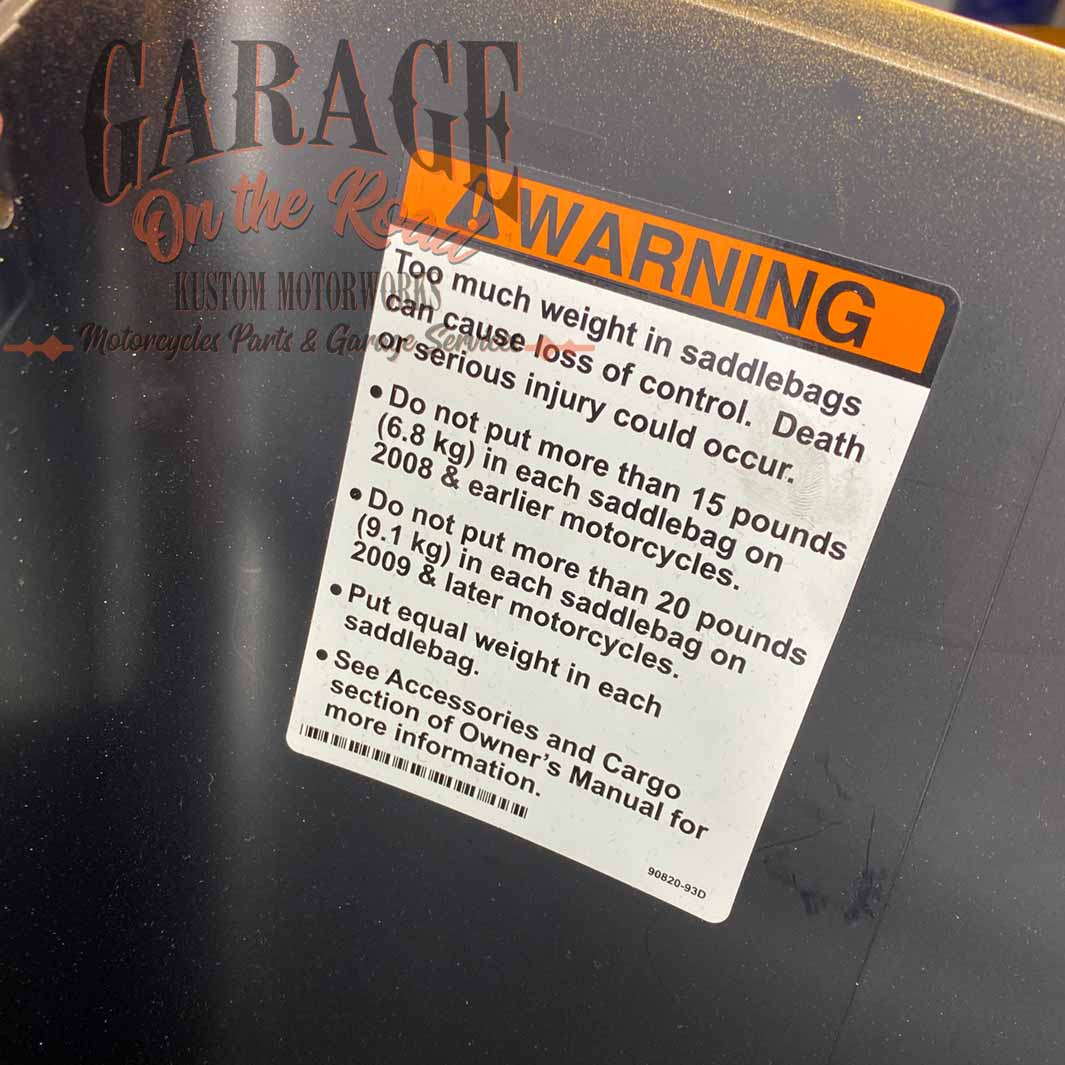 GARAGE
On the Road
KUSTOM MOTORWORKS
Motorcycles Parts & Garage Services
WARNING
Too much weight in saddlebags
can cause loss of control. Death
or serious injury could occur.
• Do not put more than 15 pounds
(6.8 kg) in each saddlebag on
2008 & earlier motorcycles.
• Do not put more than 20 pounds
(9.1 kg) in each saddlebag on
2009 & later motorcycles.
• Put equal weight in each
saddlebag.
• See Accessories and Cargo
section of Owner's Manual for
more information.
90820-93D